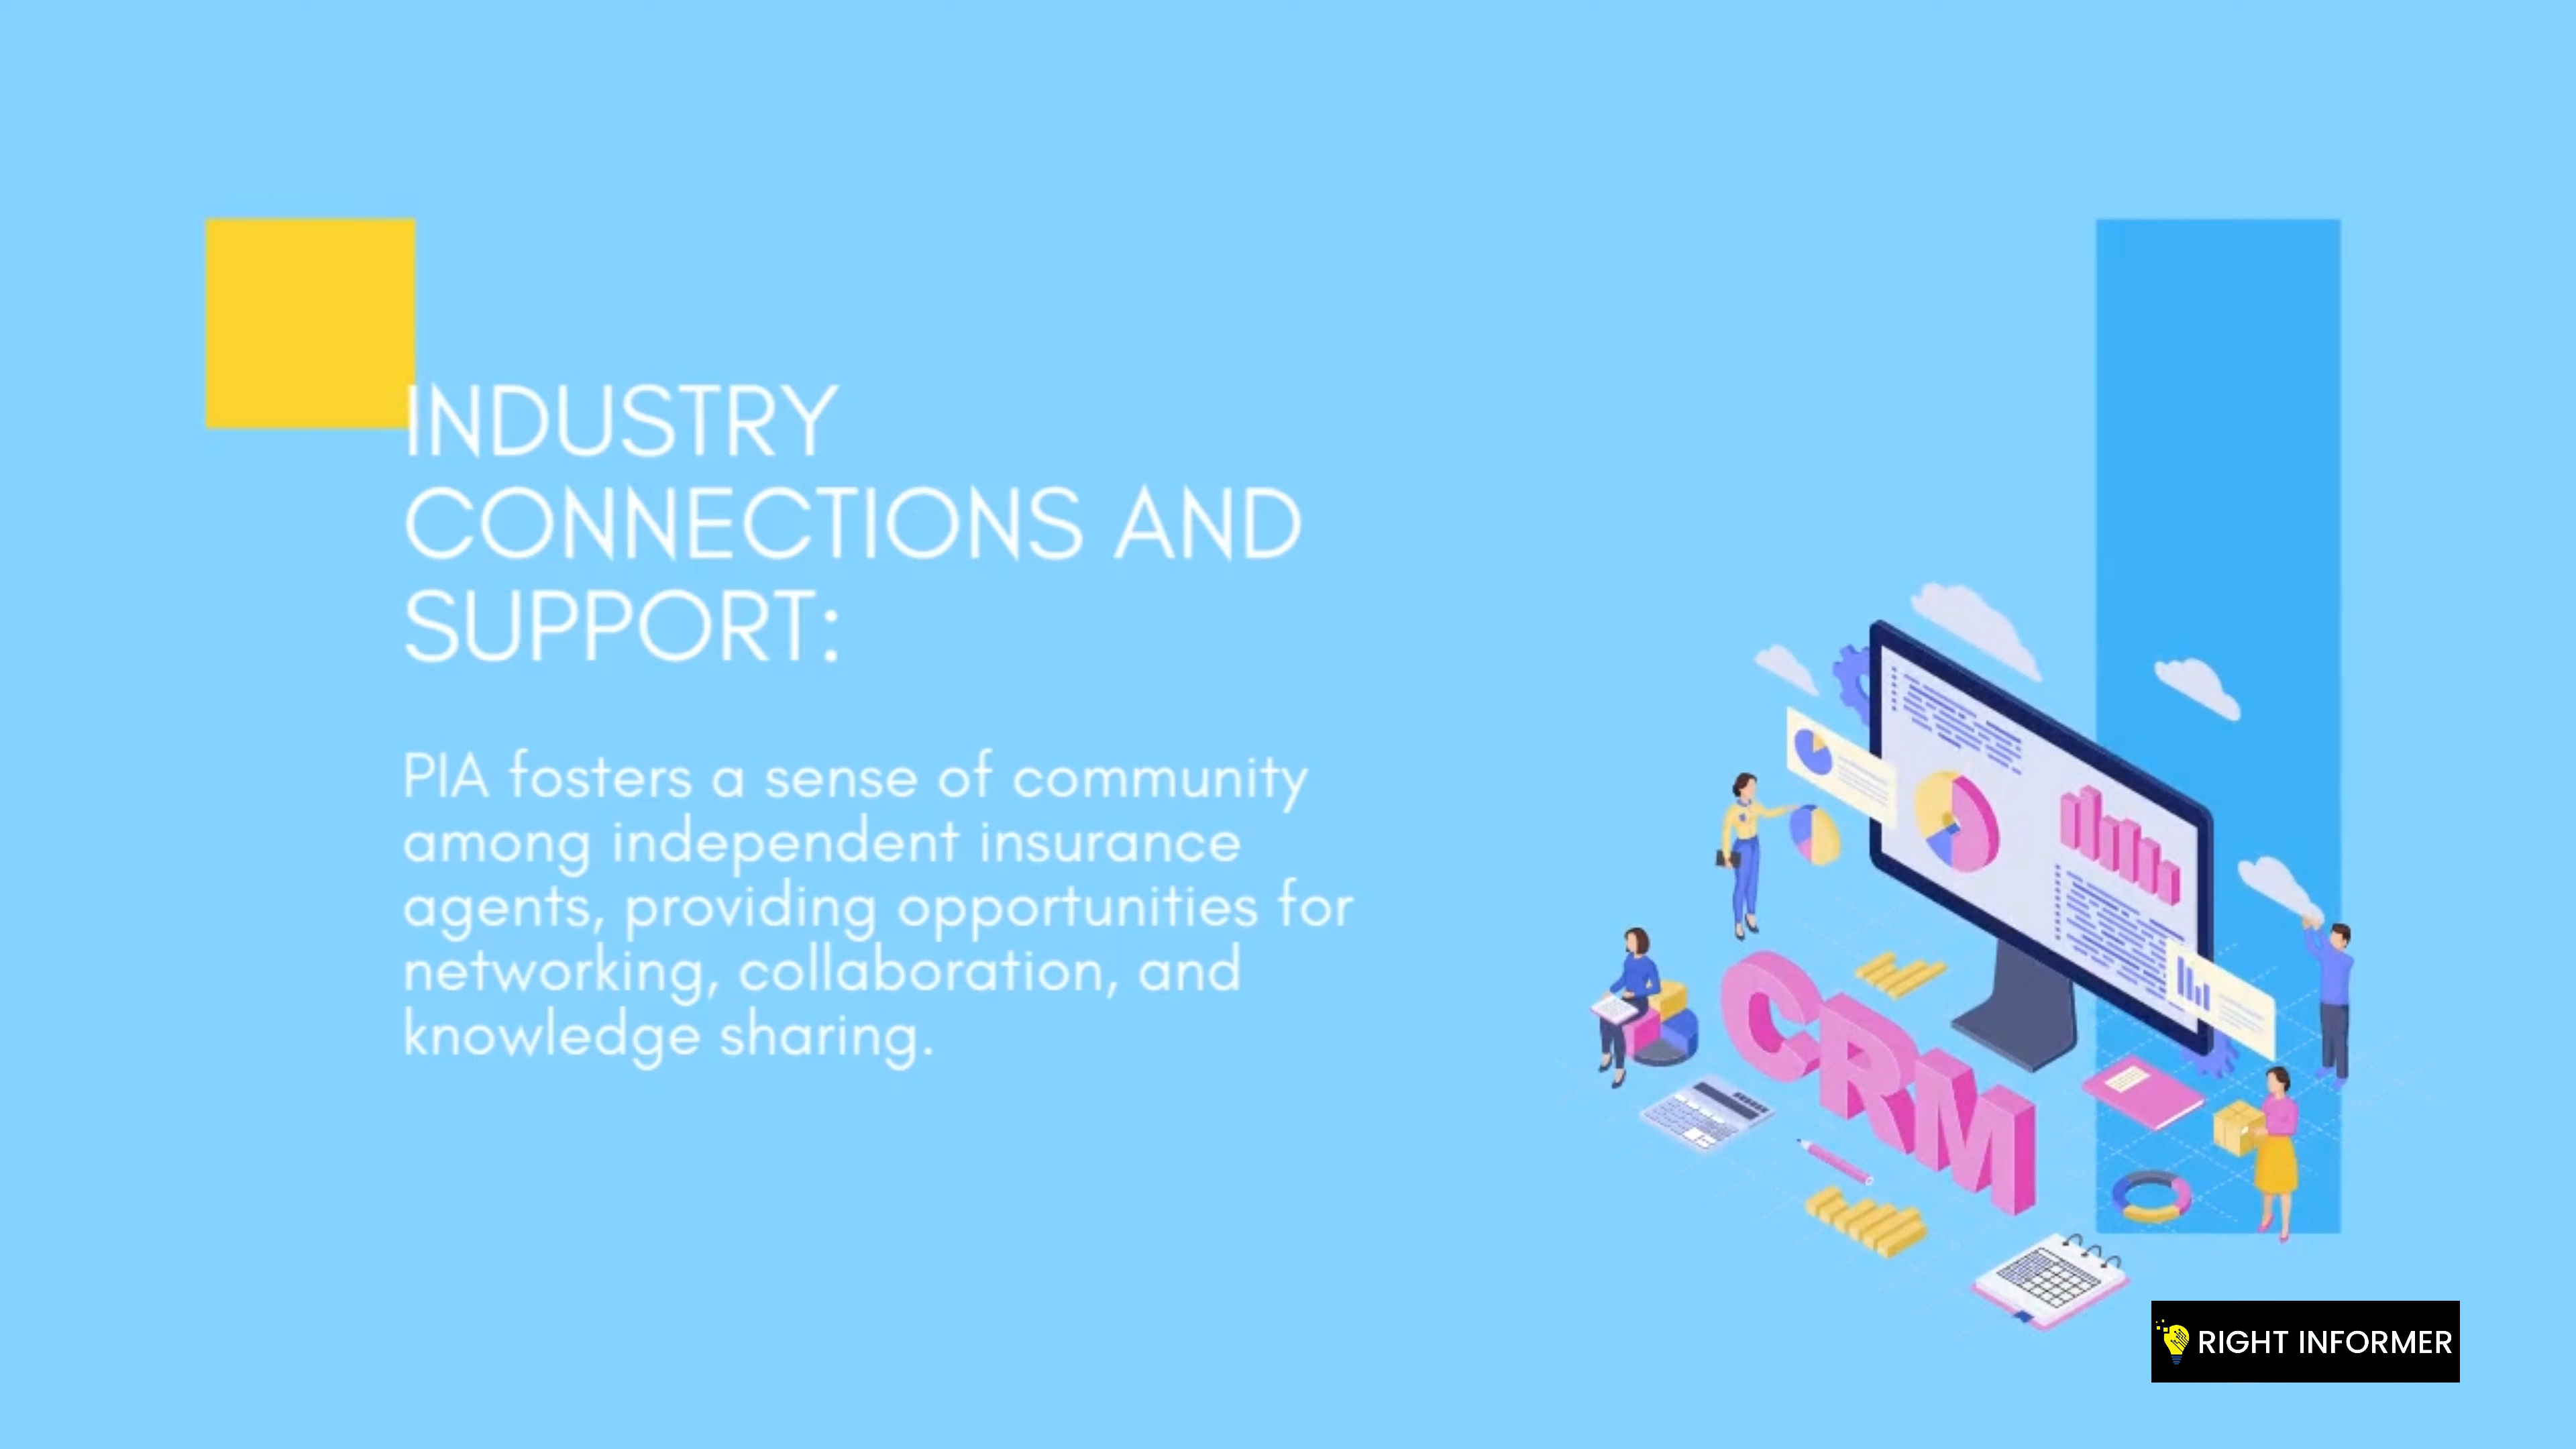 INDUSTRY
CONNECTIONS AND
SUPPORT:
PIA fosters a sense of community
among independent insurance
agents, providing opportunities for
networking, collaboration, and
knowledge sharing.
CRM
RIGHT INFORMER